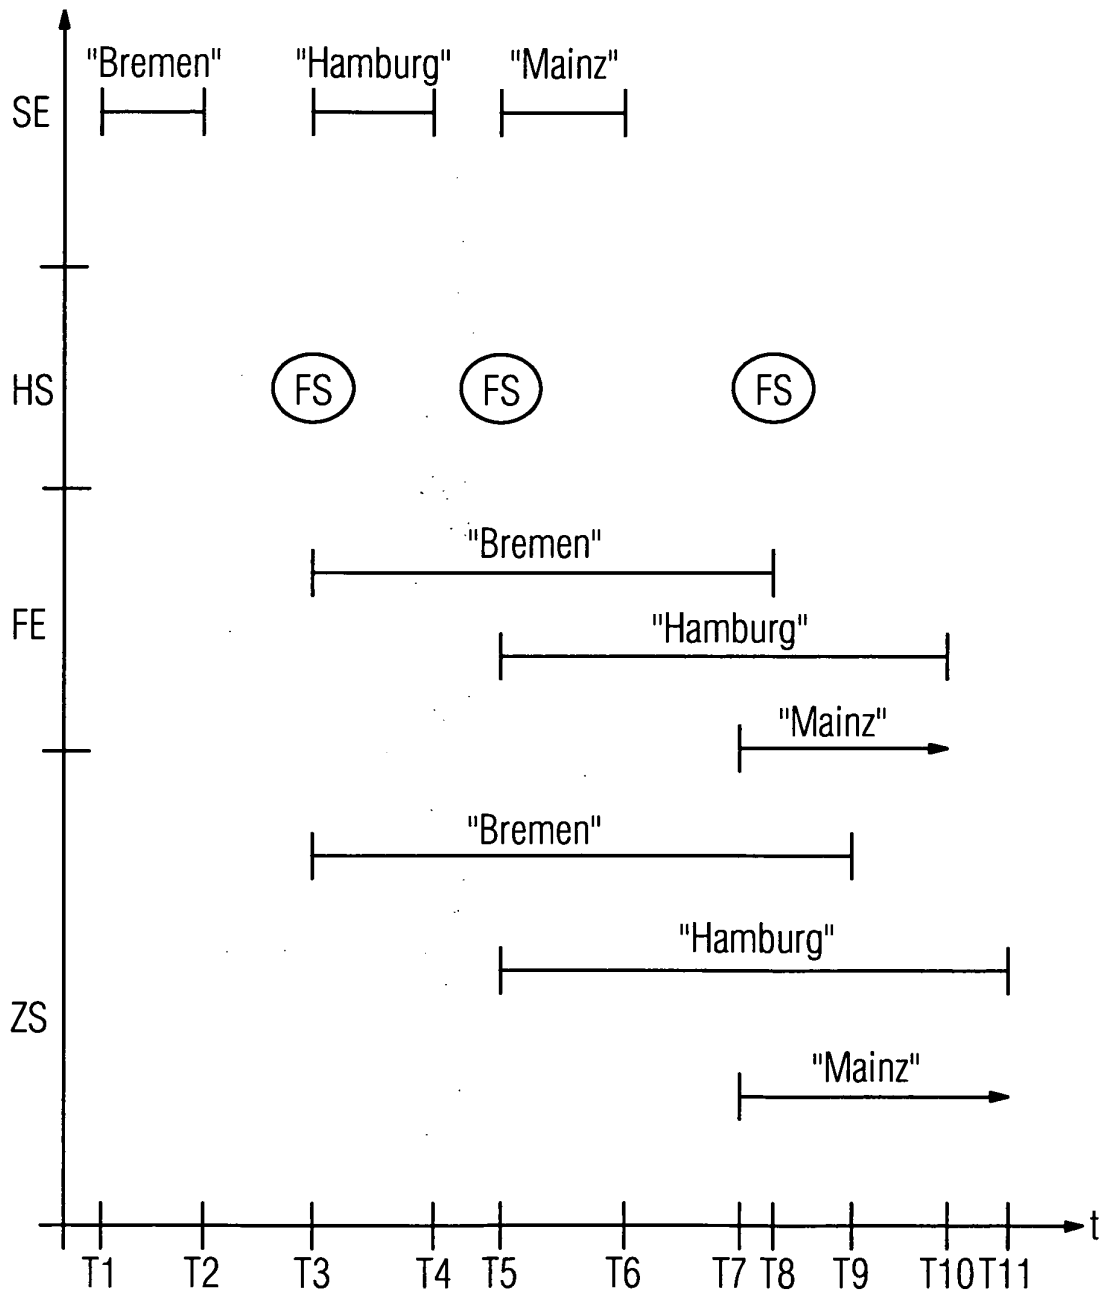 "Bremen" "Hamburg" "Mainz"
SE
HS FS FS FS
"Bremen"
FE
"Hamburg"
"Mainz"
"Bremen"
"Hamburg"
ZS
"Mainz"
t
T1 T2 T3 T4 T5 T6 T7 T8 T9 T10 T11